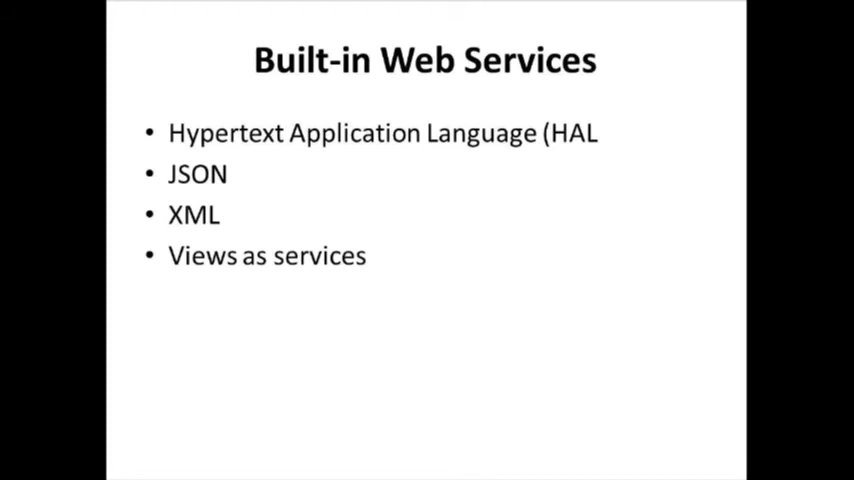 Built-in Web Services
• Hypertext Application Language (HAL
• JSON
• XML
• Views as services